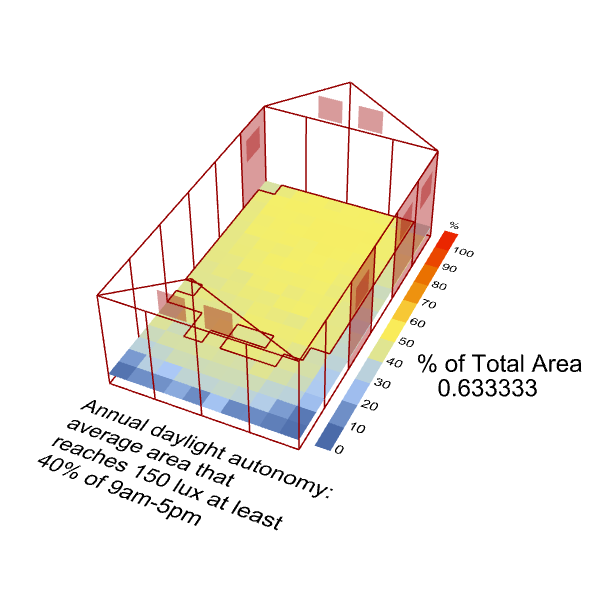 %
100
90
80
70
60
50
40
30
20
10
0
% of Total Area
0.633333
Annual daylight autonomy:
average area that
reaches 150 lux at least
40% of 9am-5pm